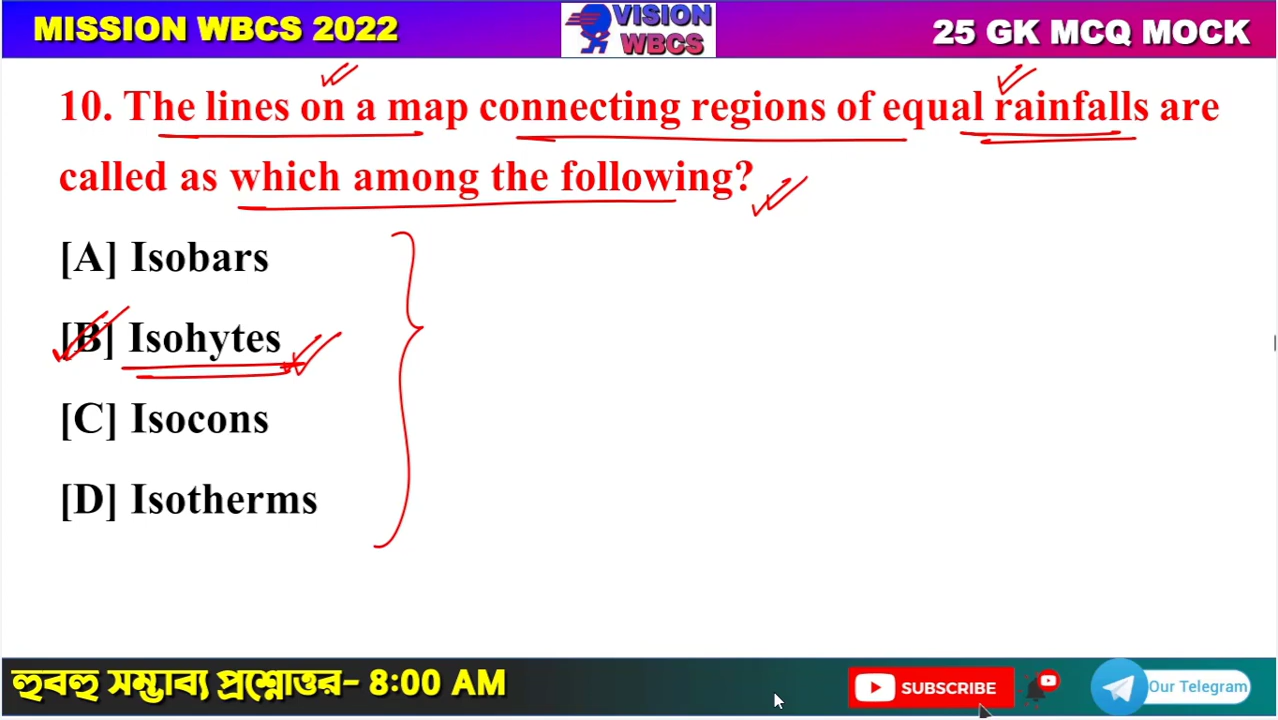 MISSION WBCS 2022
VISION
WBCS
25 GK MCQ MOCK
10. The lines on a map connecting regions of equal rainfalls are
called as which among the following?
[A] Isobars
[B] Isohytes
[C] Isocons
[D] Isotherms
হুবহু সম্ভাব্য প্রশ্নোত্তর- 8:00 AM
SUBSCRIBE
Our Telegram